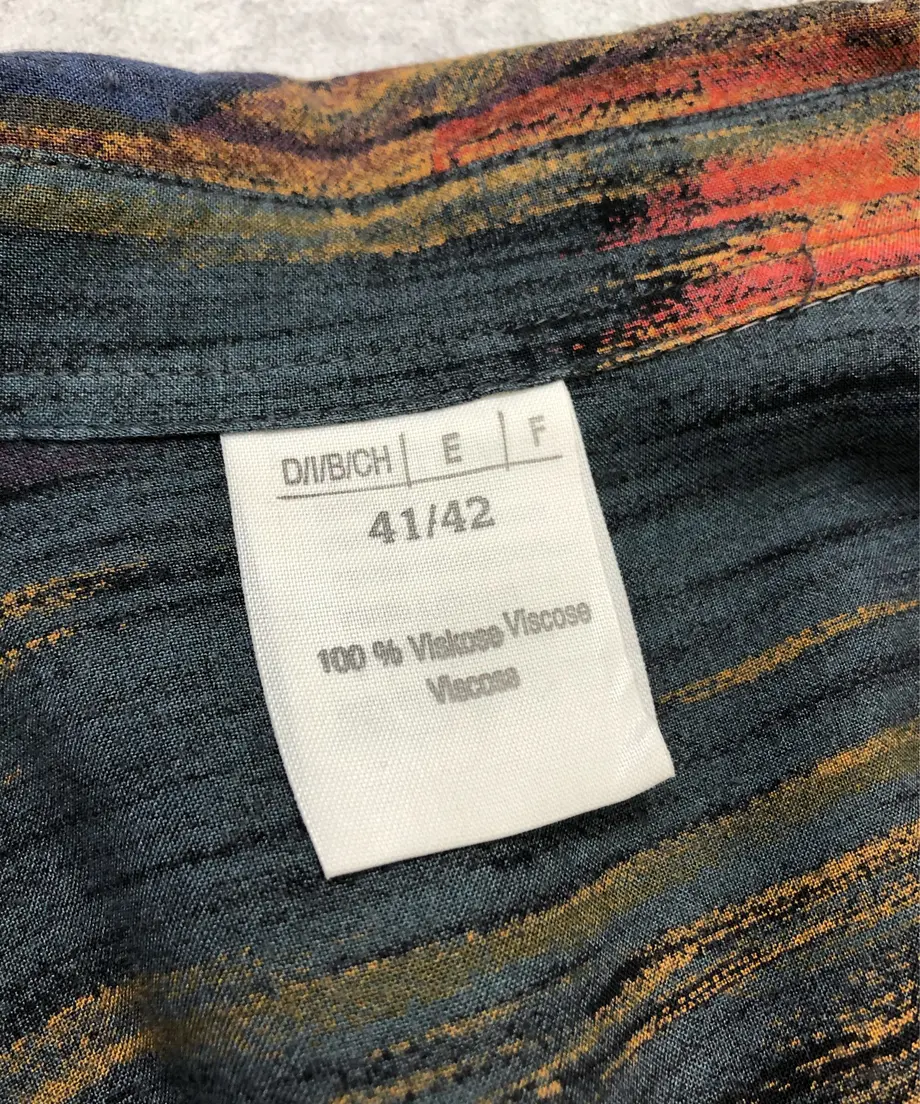 D/I/B/CH | E | F
41/42
100 % Viskose Viscose
Viscose